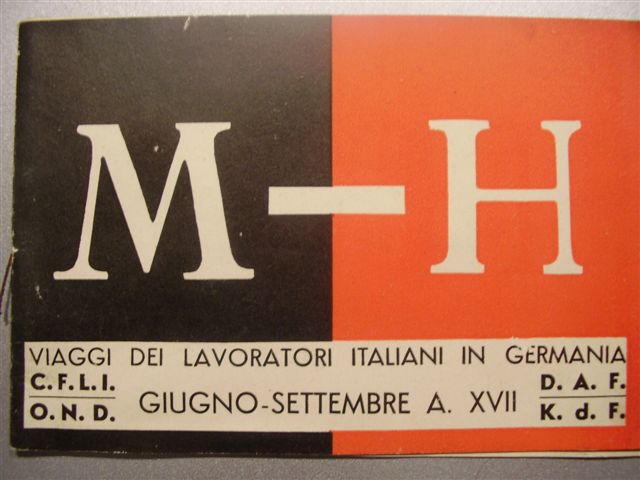 M-H
VIAGGI DEI LAVORATORI ITALIANI IN GERMANIA
C.F.L.I.
O.N.D.
GIUGNO-SETTEMBRE A. XVII
D. A. F.
K. d. F.